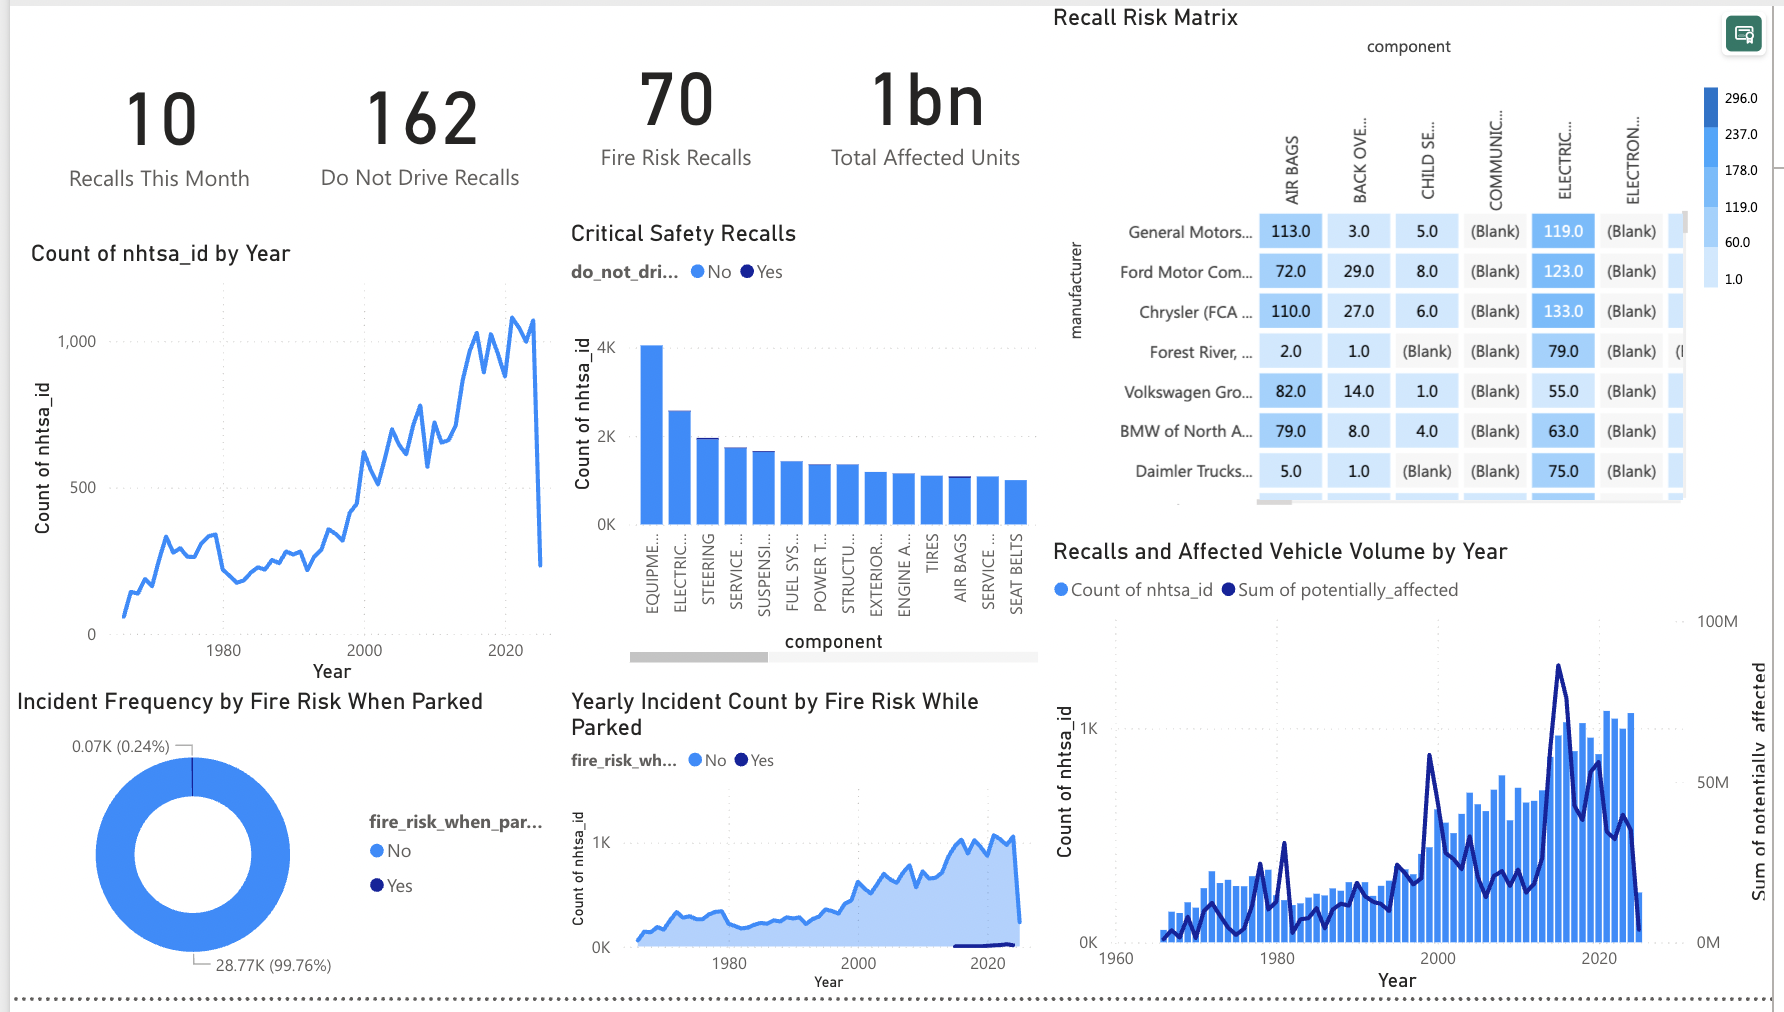 10
Recalls This Month
162
Do Not Drive Recalls
70
Fire Risk Recalls
1bn
Total Affected Units
Recall Risk Matrix
component
AIR BAGS
BACK OVE...
CHILD SE...
COMMUNIC...
ELECTRIC...
ELECTRON...
manufacturer
General Motors... 113.0 3.0 5.0 (Blank) 119.0 (Blank)
Ford Motor Com... 72.0 29.0 8.0 (Blank) 123.0 (Blank)
Chrysler (FCA ... 110.0 27.0 6.0 (Blank) 133.0 (Blank)
Forest River, ... 2.0 1.0 (Blank) (Blank) 79.0 (Blank)
Volkswagen Gro... 82.0 14.0 1.0 (Blank) 55.0 (Blank)
BMW of North A... 79.0 8.0 4.0 (Blank) 63.0 (Blank)
Daimler Trucks... 5.0 1.0 (Blank) (Blank) 75.0 (Blank)
296.0
237.0
178.0
119.0
60.0
1.0
Count of nhtsa_id by Year
Count of nhtsa_id
1,000
500
0
1980 2000 2020
Year
Critical Safety Recalls
do_not_dri... No Yes
Count of nhtsa_id
4K
2K
0K
EQUIPME...
ELECTRIC...
STEERING
SERVICE ...
SUSPENSI...
FUEL SYS...
POWER T...
STRUCTU...
EXTERIOR...
ENGINE A...
TIRES
AIR BAGS
SERVICE ...
SEAT BELTS
component
Recalls and Affected Vehicle Volume by Year
Count of nhtsa_id Sum of potentially_affected
Count of nhtsa_id
1K
0K
1960 1980 2000 2020
Year
100M
50M
0M
Sum of potentially_affected
Incident Frequency by Fire Risk When Parked
0.07K (0.24%)
28.77K (99.76%)
fire_risk_when_par...
No
Yes
Yearly Incident Count by Fire Risk While
Parked
fire_risk_wh... No Yes
Count of nhtsa_id
1K
0K
1980 2000 2020
Year